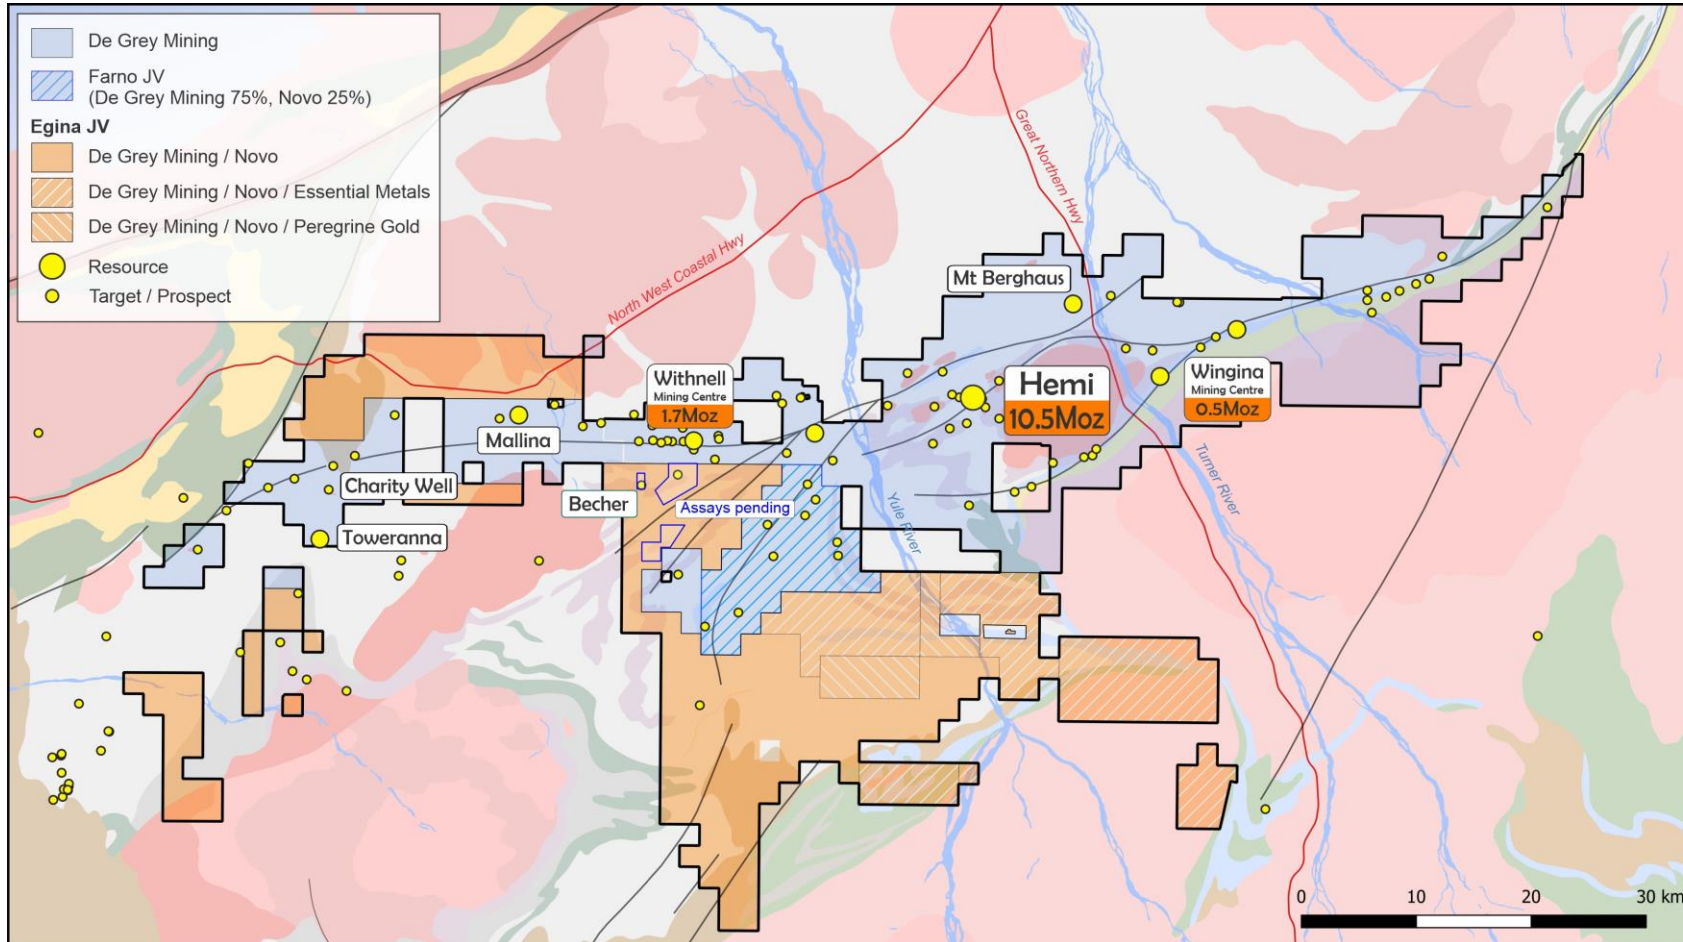 De Grey Mining
Farno JV
(De Grey Mining 75%, Novo 25%)
Egina JV
De Grey Mining / Novo
De Grey Mining / Novo / Essential Metals
De Grey Mining / Novo / Peregrine Gold
Resource
Target / Prospect
North West Coastal Hwy
Great Northern Hwy
Mt Berghaus
Withnell
Mining Centre
1.7Moz
Hemi
10.5Moz
Wingina
Mining Centre
0.5Moz
Mallina
Charity Well
Becher
Assays pending
Toweranna
Yule River
Turner River
0 10 20 30 km